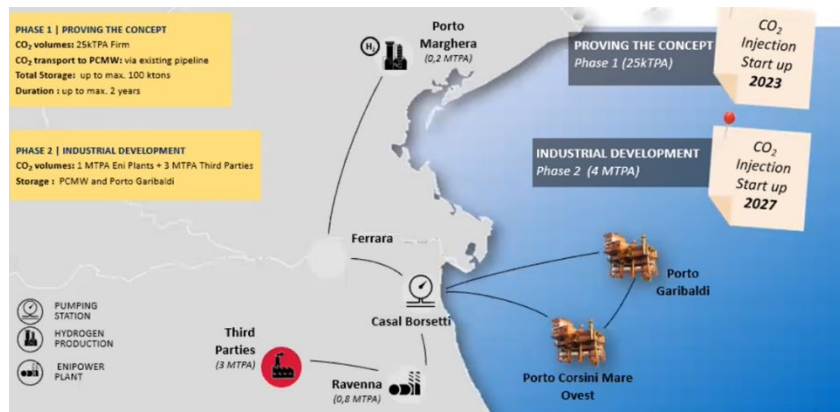 PHASE 1 | PROVING THE CONCEPT
CO₂ volumes: 25kTPA Firm
CO₂ transport to PCMW: via existing pipeline
Total Storage: up to max. 100 ktons
Duration : up to max. 2 years
PHASE 2 | INDUSTRIAL DEVELOPMENT
CO₂ volumes: 1 MTPA Eni Plants + 3 MTPA Third Parties
Storage : PCMW and Porto Garibaldi
H₂
Porto
Marghera
(0,2 MTPA)
PROVING THE CONCEPT
Phase 1 (25kTPA)
CO₂
Injection
Start up
2023
INDUSTRIAL DEVELOPMENT
Phase 2 (4 MTPA)
CO₂
Injection
Start up
2027
Ferrara
Casal Borsetti
Porto
Garibaldi
Porto Corsini Mare
Ovest
Third
Parties
(3 MTPA)
Ravenna
(0,8 MTPA)
PUMPING
STATION
HYDROGEN
PRODUCTION
ENIPOWER
PLANT